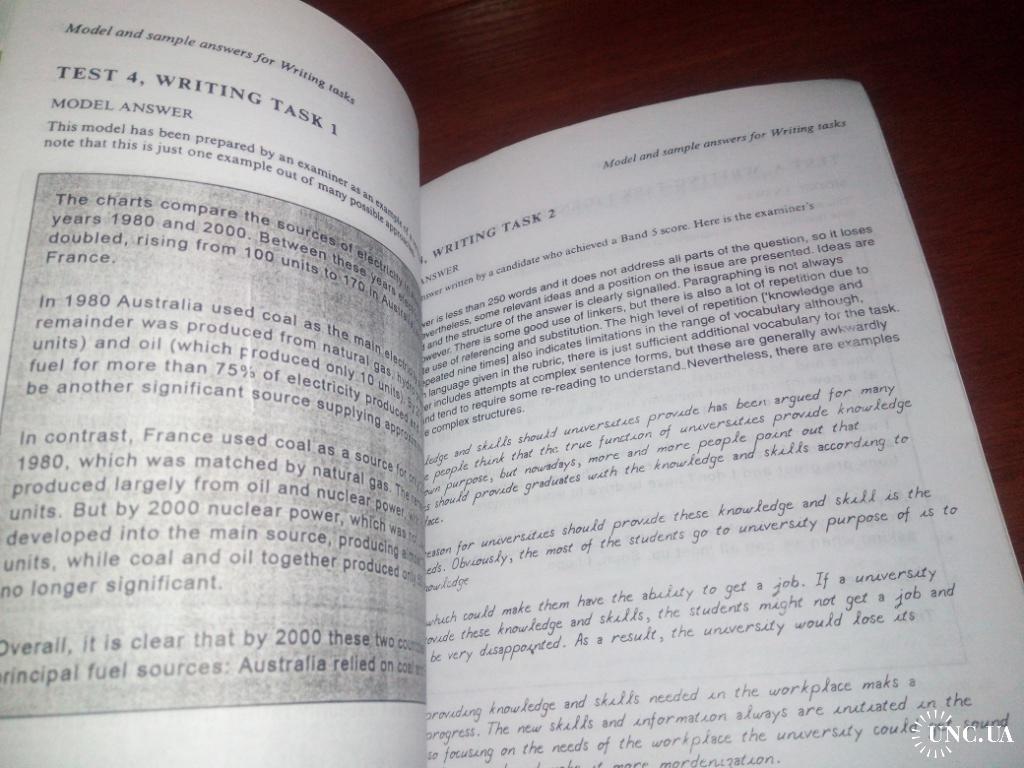 Model and sample answers for Writing tasks
TEST 4, WRITING TASK 1
MODEL ANSWER
This model has been prepared by an examiner as an example of a
note that this is just one example out of many possible
The charts compare the sources of electricity
years 1980 and 2000. Between these years
doubled, rising from 100 units to 170 in
France.
In 1980 Australia used coal as the main
remainder was produced from natural gas,
units) and oil (which produced only 10 units).
fuel for more than 75% of electricity produced
be another significant source supplying
In contrast, France used coal as a source for
1980, which was matched by natural gas. The
produced largely from oil and nuclear power,
units. But by 2000 nuclear power, which was
developed into the main source, producing
units, while coal and oil together produced only
no longer significant.
Overall, it is clear that by 2000 these two
principal fuel sources: Australia relied on coal
Model and sample answers for Writing tasks
4, WRITING TASK 2
ANSWER
written by a candidate who achieved a Band 5 score. Here is the examiner's
is less than 250 words and it does not address all parts of the question, so it loses
some relevant ideas and a position on the issue are presented. Ideas are
and the structure of the answer is clearly signalled. Paragraphing is not always
There is some good use of linkers, but there is also a lot of repetition due to
use of referencing and substitution. The high level of repetition ['knowledge and
nine times] also indicates limitations in the range of vocabulary although,
language given in the rubric, there is just sufficient additional vocabulary for the task.
includes attempts at complex sentence forms, but these are generally awkwardly
and tend to require some re-reading to understand. Nevertheless, there are examples
complex structures.
and skills should universities provide has been argued for many
people think that the true function of universities provide knowledge
purpose, but nowadays, more and more people point out that
should provide graduates with the knowledge and skills according to
for universities should provide these knowledge and skill is the
Obviously, the most of the students go to university purpose of is to
which could make them have the ability to get a job. If a university
these knowledge and skills, the students might not get a job and
be very disappointed. As a result, the university would lose its
providing knowledge and skills needed in the workplace maks a
progress. The new skills and information always are initiated in the
so focusing on the needs of the workplace the university could get sound
it more mordenization.
UNC.UA